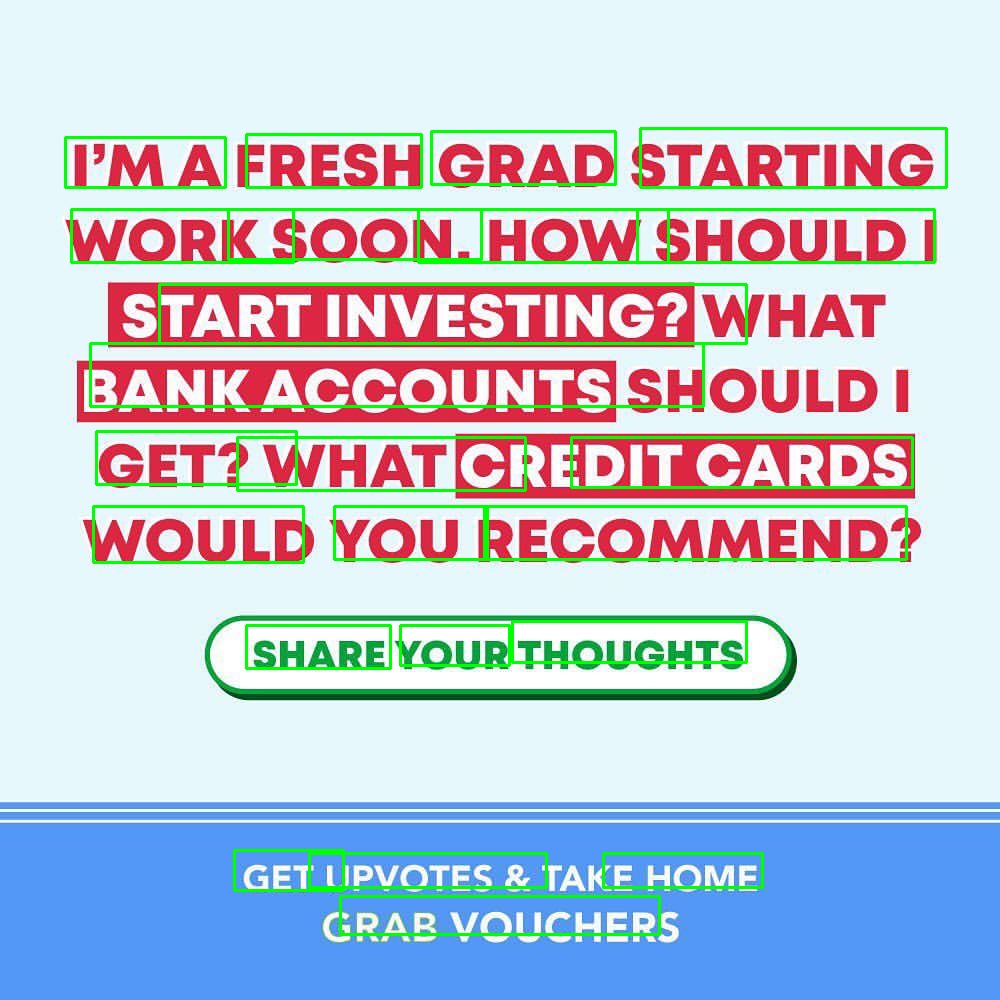 I'M A FRESH GRAD STARTING
WORK SOON. HOW SHOULD I
START INVESTING? WHAT
BANK ACCOUNTS SHOULD I
GET? WHAT CREDIT CARDS
WOULD YOU RECOMMEND?
SHARE YOUR THOUGHTS
GET UPVOTES & TAKE HOME
GRAB VOUCHERS